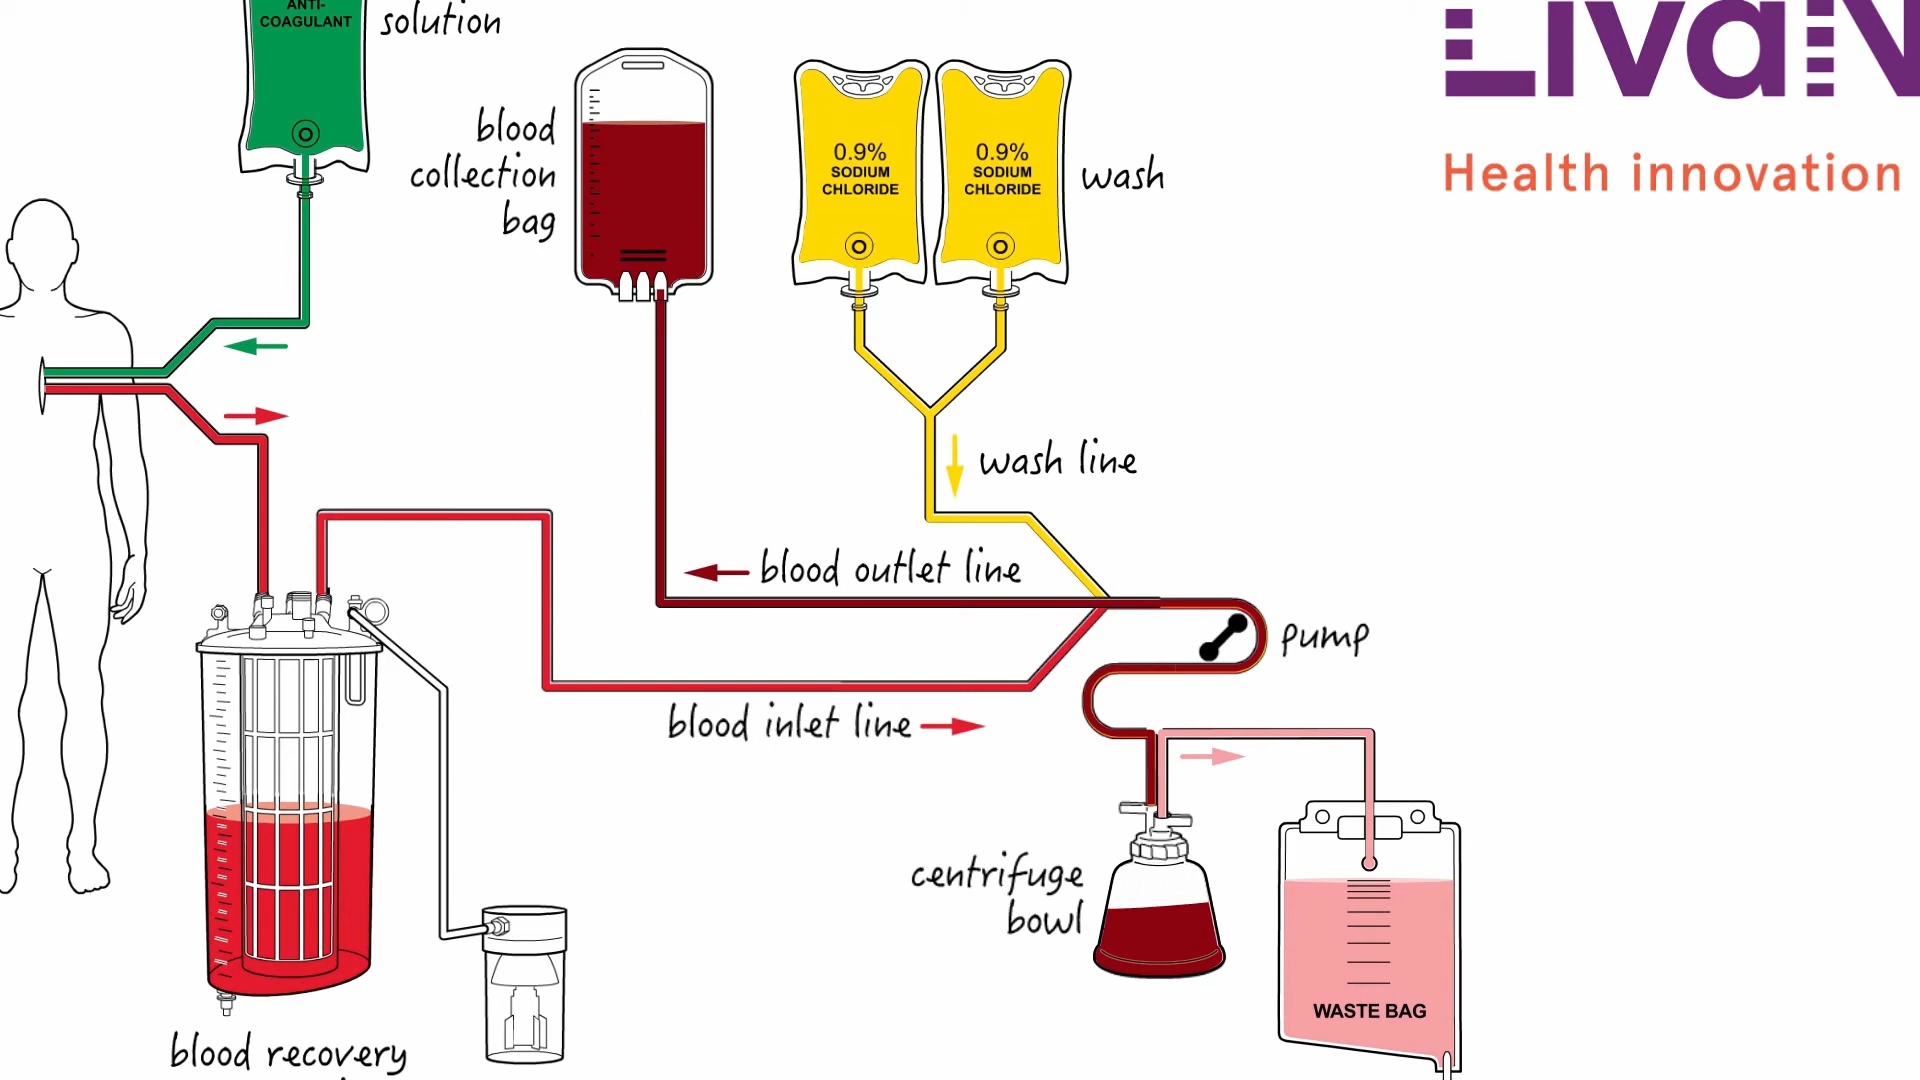 ANTI-
COAGULANT
solution
blood
collection
bag
0.9%
SODIUM
CHLORIDE
0.9%
SODIUM
CHLORIDE
wash
Health innovation
wash line
blood outlet line
pump
blood inlet line
centrifuge
bowl
WASTE BAG
blood recovery